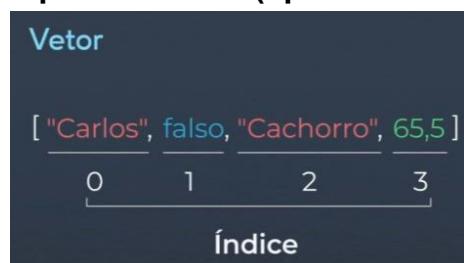 Vetor
["Carlos", falso, "Cachorro", 65,5]
0 1 2 3
Índice